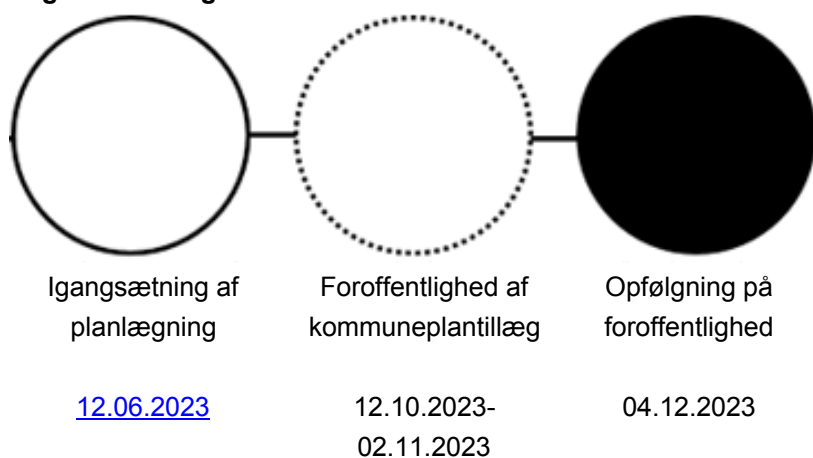 Igangsætning af
planlægning
Foroffentlighed af
kommuneplantillæg
Opfølgning på
foroffentlighed
12.06.2023
12.10.2023-
02.11.2023
04.12.2023